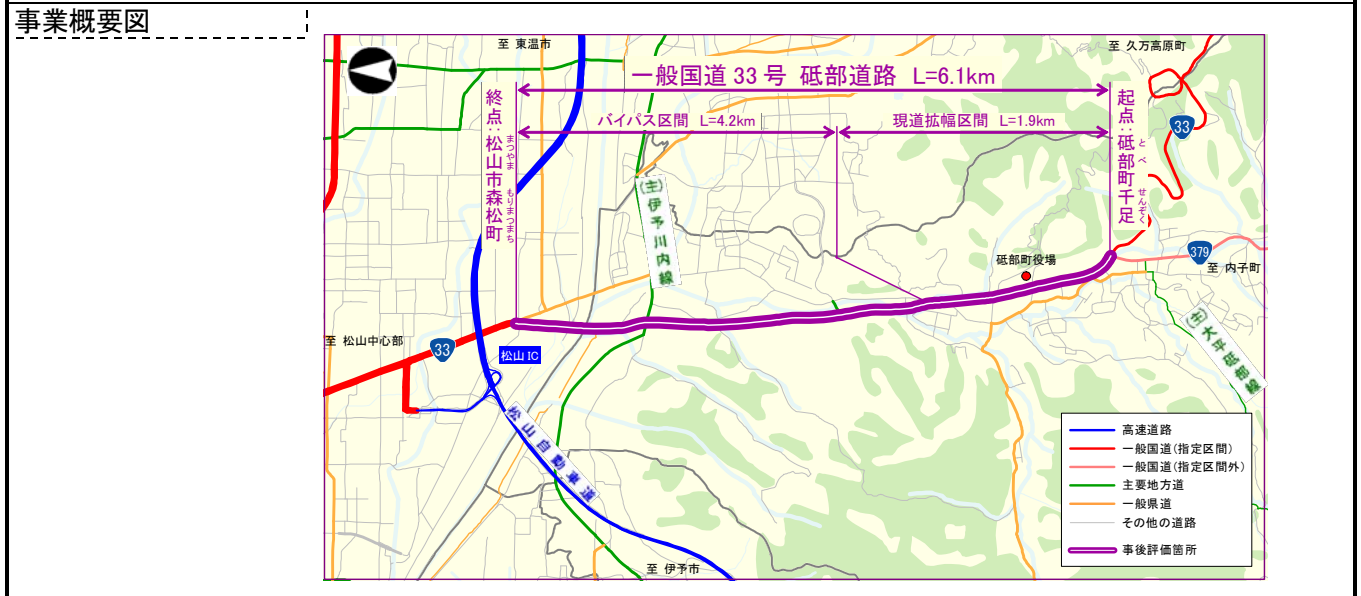 事業概要図
至 東温市
至 久万高原町
一般国道 33 号 砥部道路 L=6.1km
バイパス区間 L=4.2km
現道拡幅区間 L=1.9km
終点：松山市森松町
まつやま もりまつまち
起点：砥部町千足
とべ せんぞく
33
(主)伊予川内線
砥部町役場
379
至 内子町
至 松山中心部
33
松山 IC
(主)大平砥部線
松山自動車道
高速道路
一般国道(指定区間)
一般国道(指定区間外)
主要地方道
一般県道
その他の道路
事後評価箇所
至 伊予市